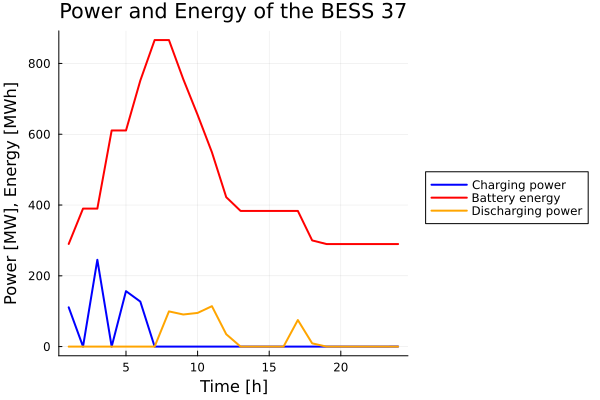 Power and Energy of the BESS 37
Power [MW], Energy [MWh]
800
600
400
200
0
5
10
15
20
Time [h]
Charging power
Battery energy
Discharging power